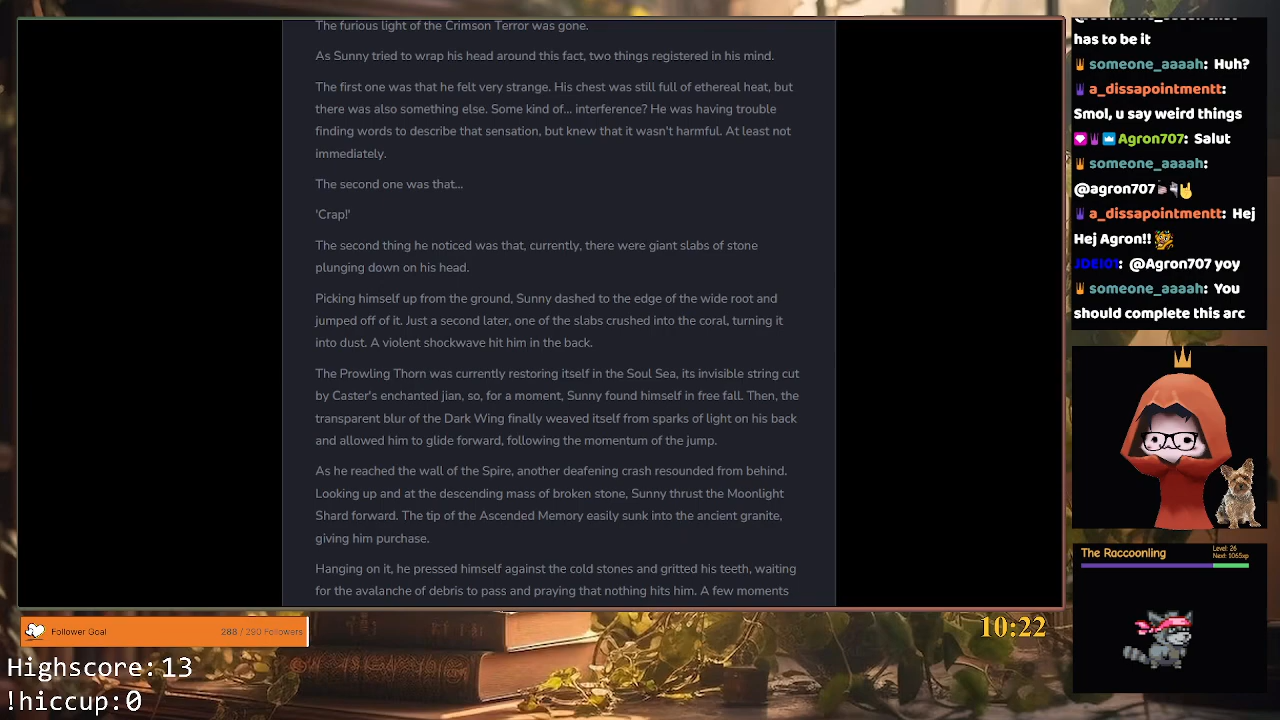 The furious light of the Crimson Terror was gone.
As Sunny tried to wrap his head around this fact, two things registered in his mind.
The first one was that he felt very strange. His chest was still full of ethereal heat, but
there was also something else. Some kind of... interference? He was having trouble
finding words to describe that sensation, but knew that it wasn't harmful. At least not
immediately.
The second one was that...
'Crap!'
The second thing he noticed was that, currently, there were giant slabs of stone
plunging down on his head.
Picking himself up from the ground, Sunny dashed to the edge of the wide root and
jumped off of it. Just a second later, one of the slabs crushed into the coral, turning it
into dust. A violent shockwave hit him in the back.
The Prowling Thorn was currently restoring itself in the Soul Sea, its invisible string cut
by Caster's enchanted jian, so, for a moment, Sunny found himself in free fall. Then, the
transparent blur of the Dark Wing finally weaved itself from sparks of light on his back
and allowed him to glide forward, following the momentum of the jump.
As he reached the wall of the Spire, another deafening crash resounded from behind.
Looking up and at the descending mass of broken stone, Sunny thrust the Moonlight
Shard forward. The tip of the Ascended Memory easily sunk into the ancient granite,
giving him purchase.
Hanging on it, he pressed himself against the cold stones and gritted his teeth, waiting
for the avalanche of debris to pass and praying that nothing hits him. A few moments
has to be it
someone_aaaah: Huh?
a_dissapointmentt:
Smol, u say weird things
Agron707: Salut
someone_aaaah:
@agron707
a_dissapointmentt: Hej
Hej Agron!!
JDEI01: @Agron707 yoy
someone_aaaah: You
should complete this arc
The Raccoonling
Level: 26
Next: 1065xp
Follower Goal
288 / 290 Followers
10:22
Highscore:13
!hiccup:0